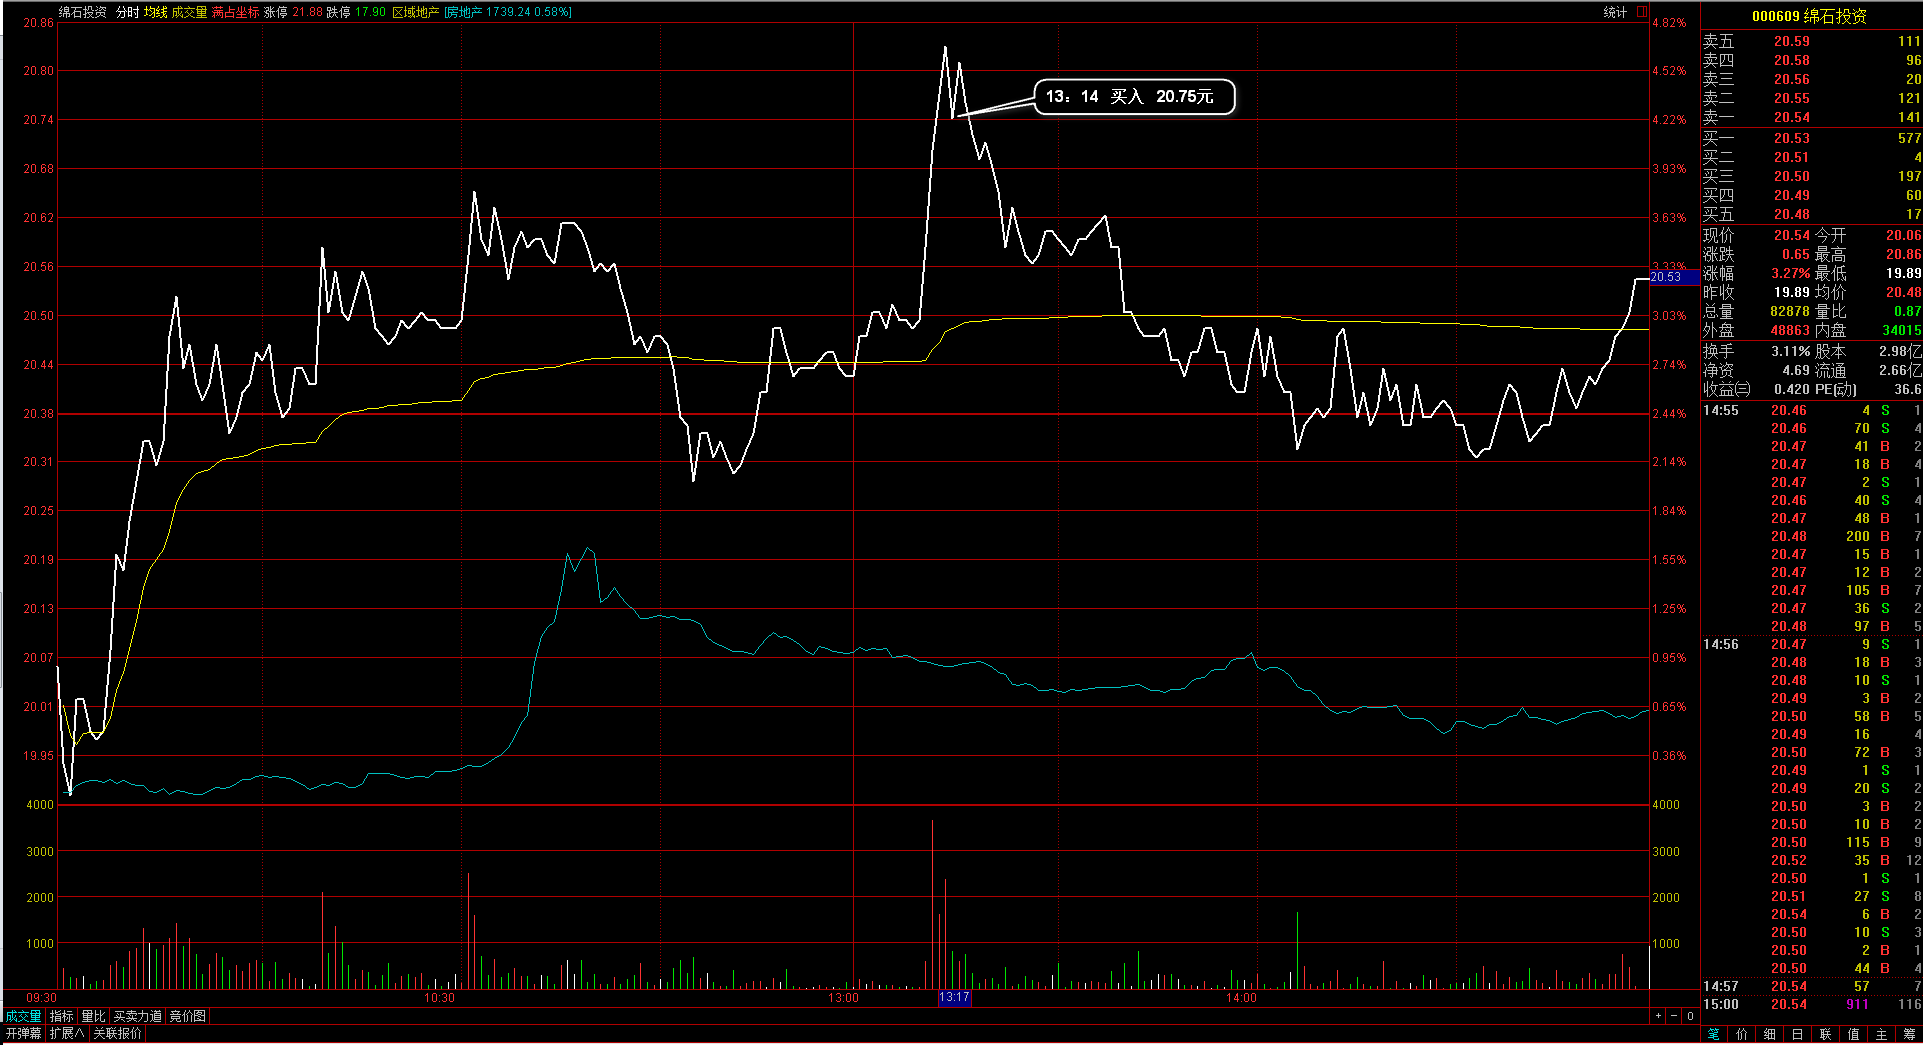 绵石投资 分时 均线 成交量 满占坐标 涨停 21.88 跌停 17.90 区域地产 [房地产 1739.24 0.58%] 统计
000609 绵石投资
20.86 4.82%
20.80 4.52%
20.74 4.22%
20.68 3.93%
20.62 3.63%
20.56 3.33%
20.53
20.50 3.03%
20.44 2.74%
20.38 2.44%
20.31 2.14%
20.25 1.84%
20.19 1.55%
20.13 1.25%
20.07 0.95%
20.01 0.66%
19.95 0.36%
4000 4000
3000 3000
2000 2000
1000 1000
13：14 买入 20.75元
09:30 10:30 13:00 13:17 14:00
成交量 指标 量比 买卖力道 竞价图 + − 0
开弹幕 扩展∧ 关联报价
卖五 20.59 111
卖四 20.58 96
卖三 20.56 20
卖二 20.55 121
卖一 20.54 141
买一 20.53 577
买二 20.51 4
买三 20.50 197
买四 20.49 60
买五 20.48 17
现价 20.54 今开 20.06
涨跌 0.65 最高 20.86
涨幅 3.27% 最低 19.89
昨收 19.89 均价 20.48
总量 82878 量比 0.87
外盘 48863 内盘 34015
换手 3.11% 股本 2.98亿
净资 4.69 流通 2.66亿
收益㈢ 0.420 PE(动) 36.6
14:55 20.46 4 S 1
20.46 70 S 4
20.47 41 B 2
20.47 18 B 4
20.47 2 S 1
20.46 40 S 4
20.47 48 B 1
20.48 200 B 7
20.47 15 B 1
20.47 12 B 2
20.47 105 B 7
20.47 36 S 2
20.48 97 B 5
14:56 20.47 9 S 1
20.48 18 B 3
20.48 10 S 1
20.49 3 B 2
20.50 58 B 5
20.49 16 4
20.50 72 B 3
20.49 1 S 1
20.49 20 S 2
20.50 3 B 2
20.50 10 B 2
20.50 115 B 9
20.52 35 B 12
20.50 1 S 1
20.51 27 S 8
20.54 6 B 2
20.50 10 S 3
20.50 2 B 1
20.50 44 B 4
14:57 20.54 57 7
15:00 20.54 911 116
笔 价 细 日 联 值 主 筹